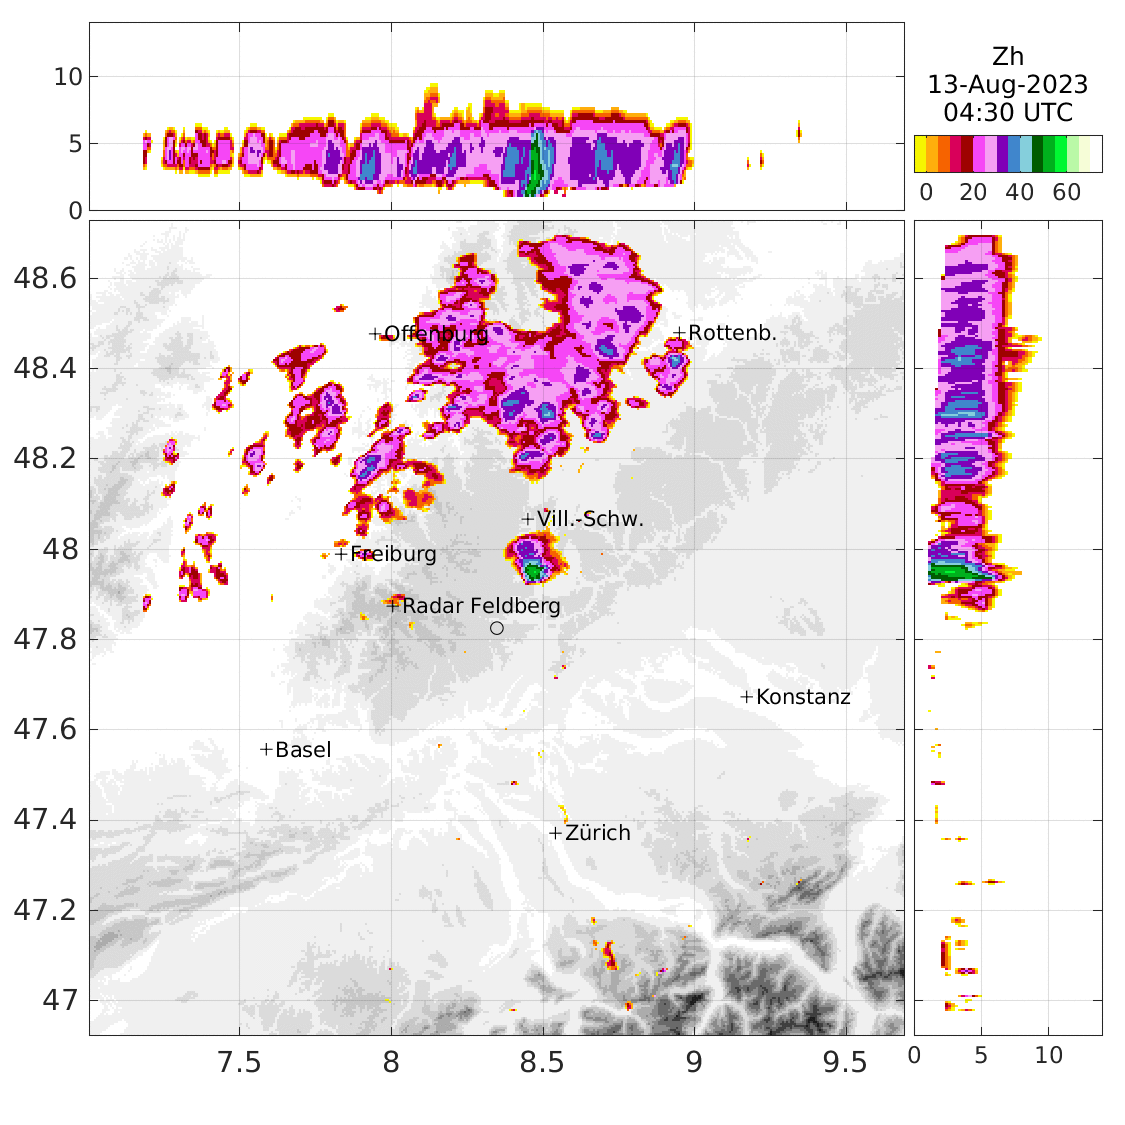 Zh
13-Aug-2023
04:30 UTC
0 20 40 60
10
5
0
48.6
48.4
48.2
48
47.8
47.6
47.4
47.2
47
Offenburg
Rottenb.
Vill.-Schw.
Freiburg
Radar Feldberg
Konstanz
Basel
Zürich
7.5 8 8.5 9 9.5
0 5 10